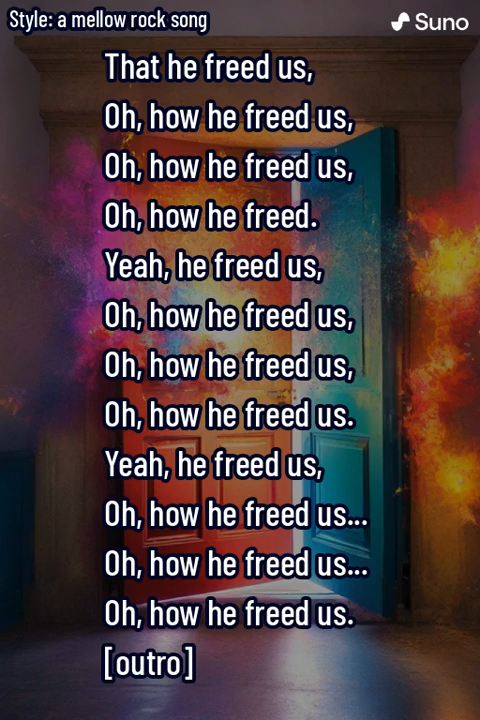 Style: a mellow rock song
Suno
That he freed us,
Oh, how he freed us,
Oh, how he freed us,
Oh, how he freed.
Yeah, he freed us,
Oh, how he freed us,
Oh, how he freed us,
Oh, how he freed us.
Yeah, he freed us,
Oh, how he freed us...
Oh, how he freed us...
Oh, how he freed us.
[outro]